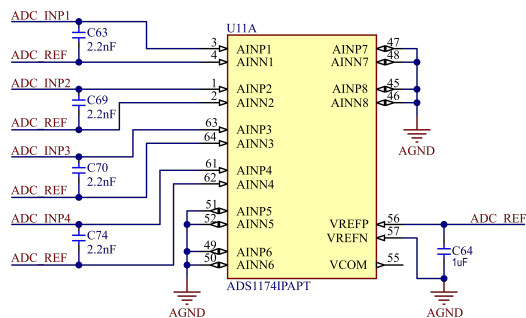 U11A
ADC_INP1
C63
2.2nF
ADC_REF
3 AINP1
4 AINN1
ADC_INP2
C69
2.2nF
ADC_REF
1 AINP2
2 AINN2
ADC_INP3
C70
2.2nF
ADC_REF
63 AINP3
64 AINN3
ADC_INP4
C74
2.2nF
ADC_REF
61 AINP4
62 AINN4
51 AINP5
52 AINN5
49 AINP6
50 AINN6
AGND
AINP7 47
AINN7 48
AINP8 45
AINN8 46
AGND
VREFP 56
ADC_REF
VREFN 57
C64
1uF
VCOM 55
AGND
ADS1174IPAPT